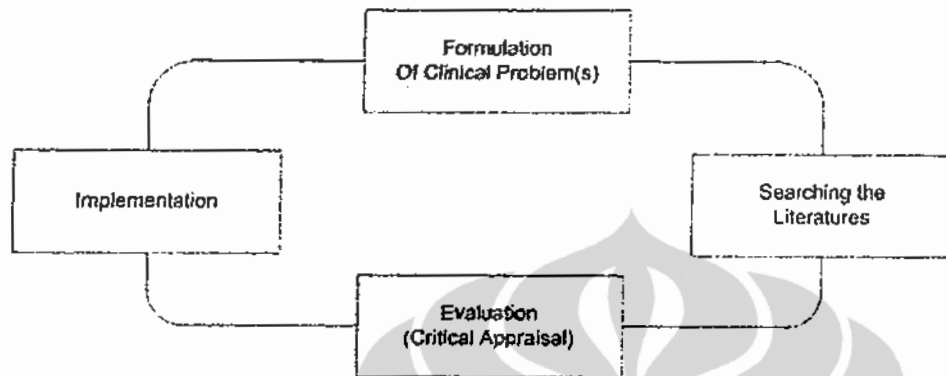 Formulation
Of Clinical Problem(s)
Implementation
Searching the
Literatures
Evaluation
(Critical Appraisal)